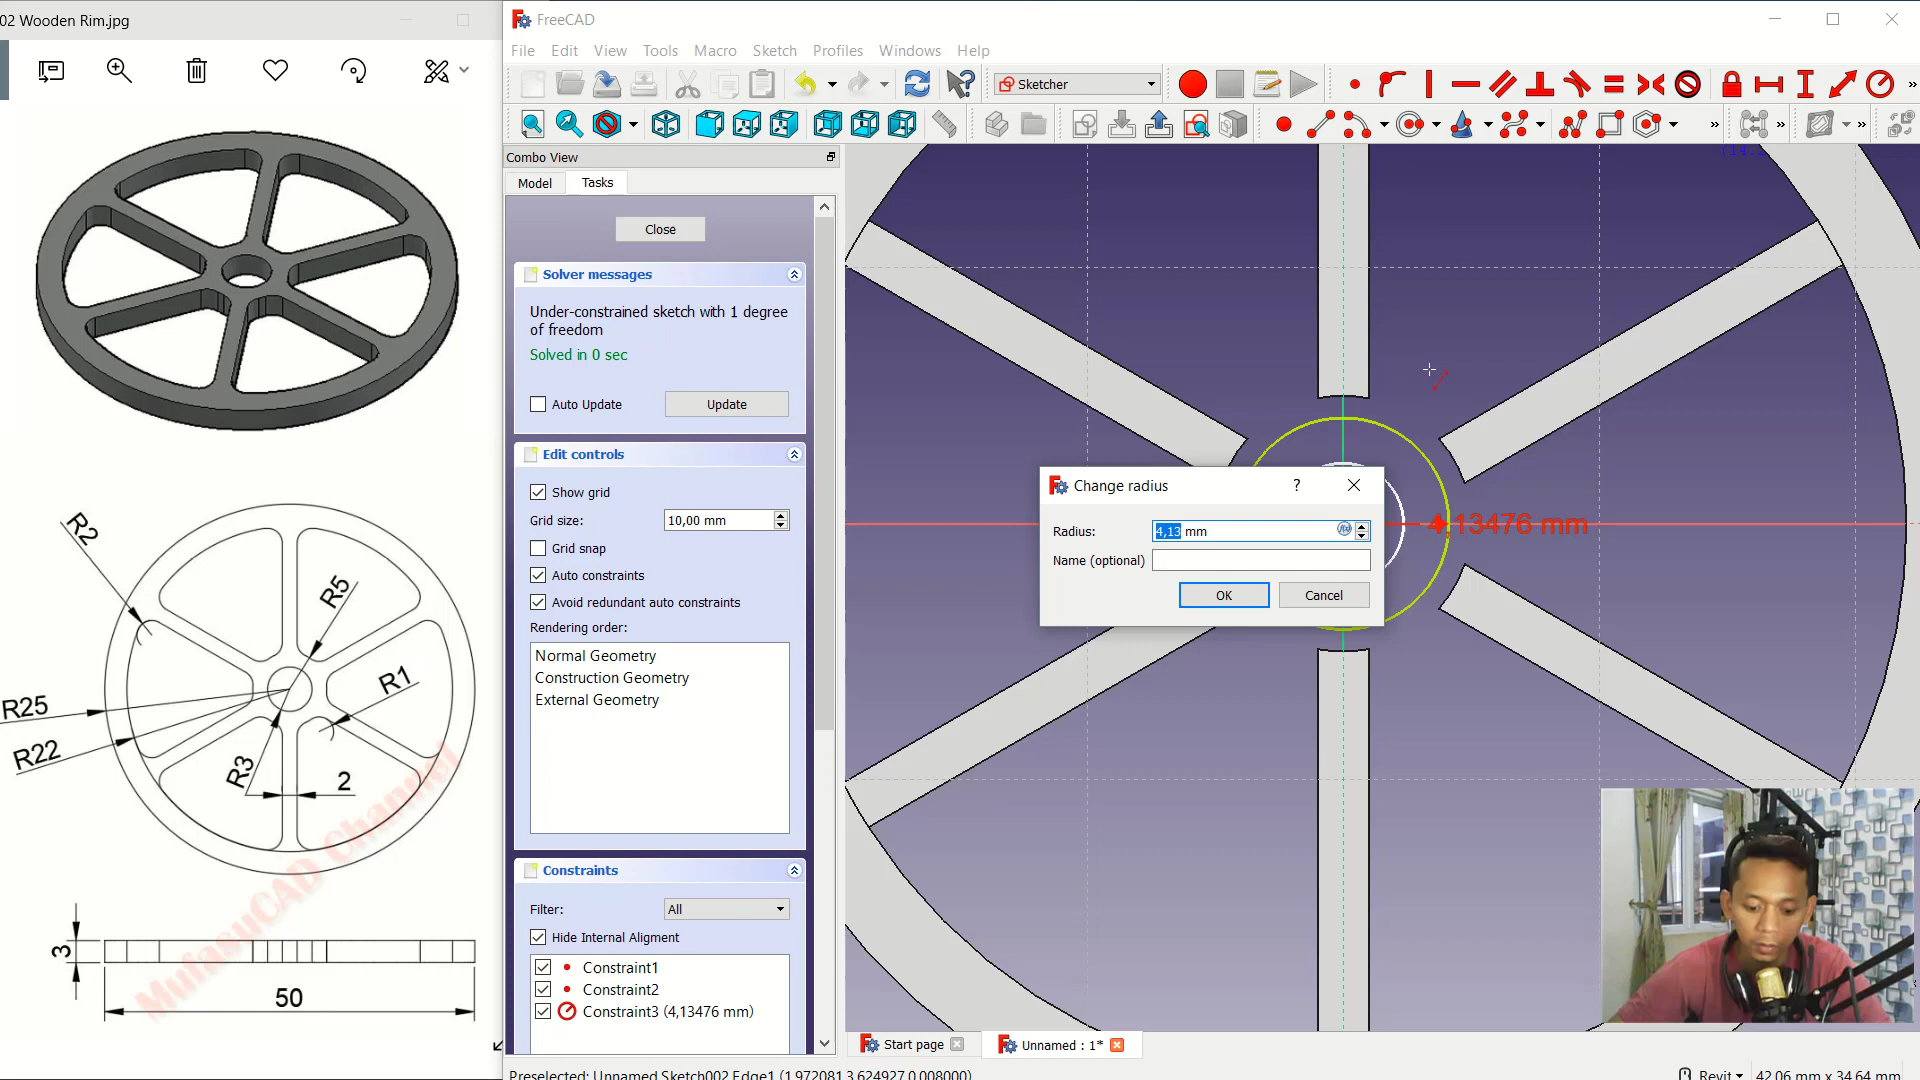 02 Wooden Rim.jpg
FreeCAD
File Edit View Tools Macro Sketch Profiles Windows Help
Sketcher
Combo View
Model Tasks
Close
Solver messages
Under-constrained sketch with 1 degree
of freedom
Solved in 0 sec
Auto Update Update
Edit controls
Show grid
Grid size: 10,00 mm
Grid snap
Auto constraints
Avoid redundant auto constraints
Rendering order:
Normal Geometry
Construction Geometry
External Geometry
Constraints
Filter: All
Hide Internal Aligment
Constraint1
Constraint2
Constraint3 (4,13476 mm)
Change radius
Radius: 4,13 mm
Name (optional)
OK Cancel
4,13476 mm
(14,
R2
R5
R1
R25
R22
R3
2
3
50
MufasuCAD Channel
Start page Unnamed : 1*
Preselected: Unnamed.Sketch002.Edge1 (1.972081,3.624927,0.008000)
Revit 42.06 mm x 34.64 mm